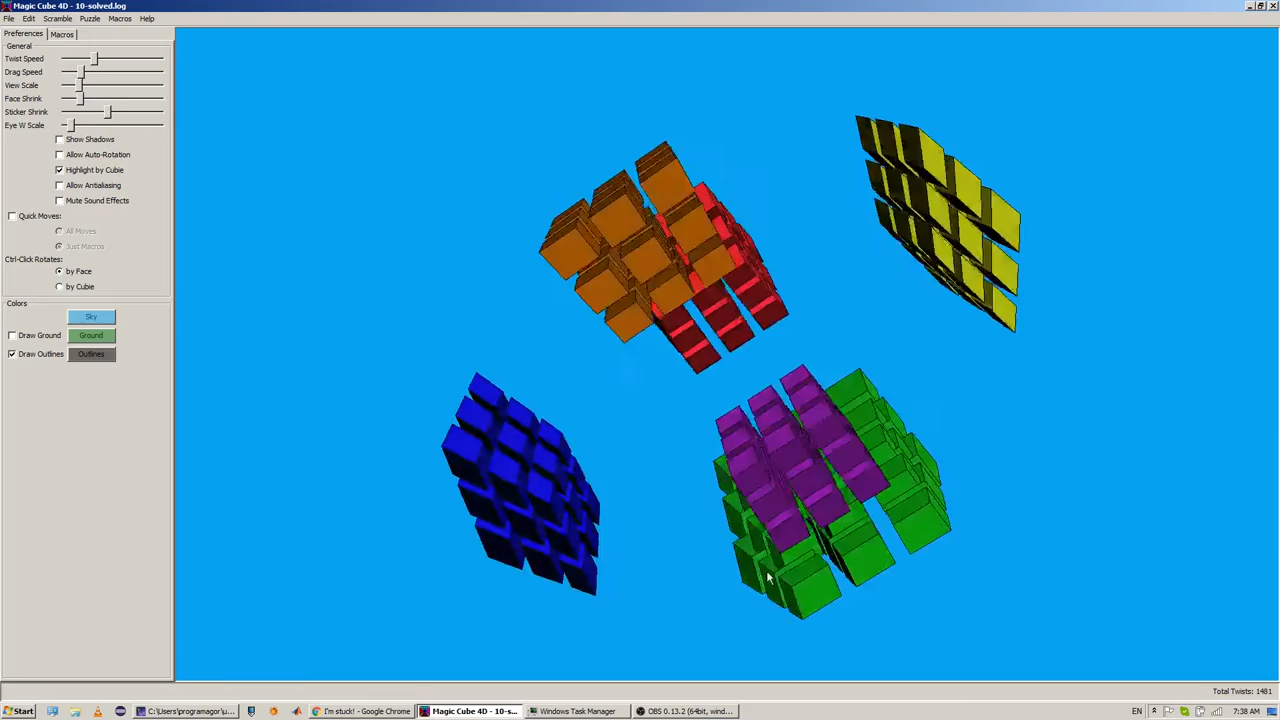 Magic Cube 4D - 10-solved.log
File Edit Scramble Puzzle Macros Help
Preferences Macros
General
Twist Speed
Drag Speed
View Scale
Face Shrink
Sticker Shrink
Eye W Scale
Show Shadows
Allow Auto-Rotation
Highlight by Cubie
Allow Antialiasing
Mute Sound Effects
Quick Moves:
All Moves
Just Macros
Ctrl-Click Rotates:
by Face
by Cubie
Colors
Sky
Draw Ground Ground
Draw Outlines Outlines
Total Twists: 1481
Start C:\Users\programagor\µ... I'm stuck! - Google Chrome Magic Cube 4D - 10-s... Windows Task Manager OBS 0.13.2 (64bit, wind... EN 7:38 AM